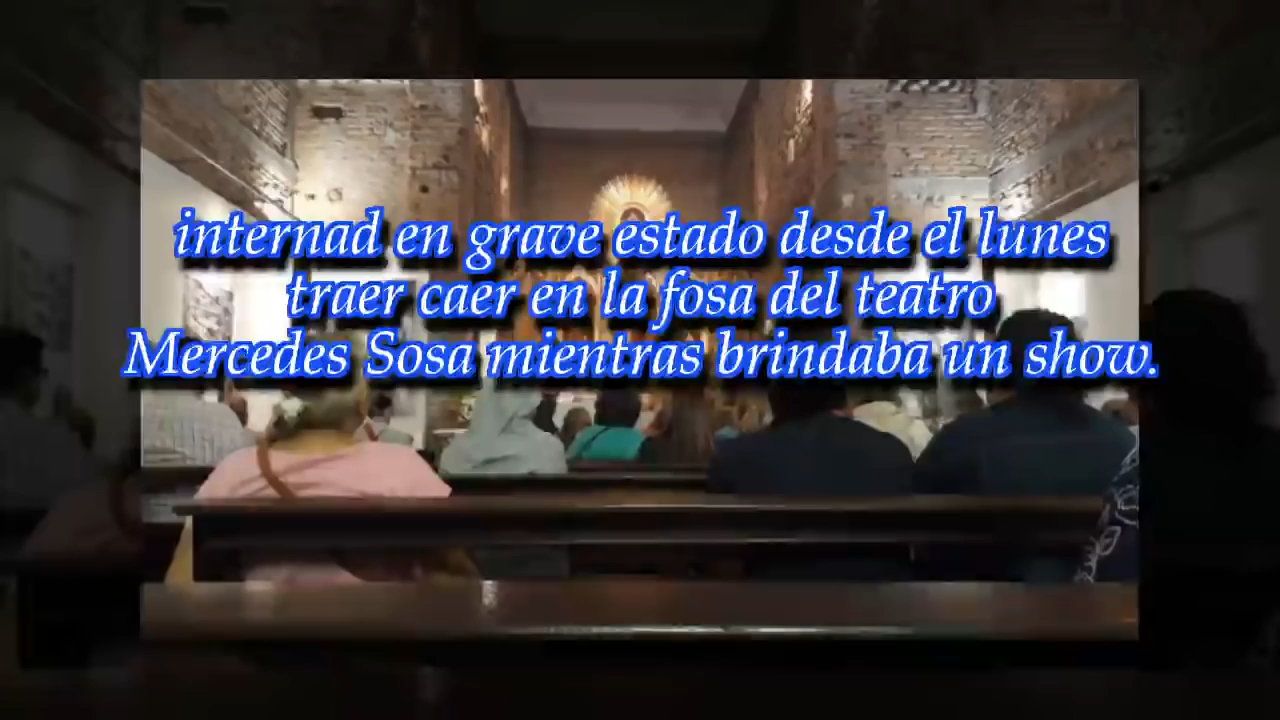 internad en grave estado desde el lunes
traer caer en la fosa del teatro
Mercedes Sosa mientras brindaba un show.